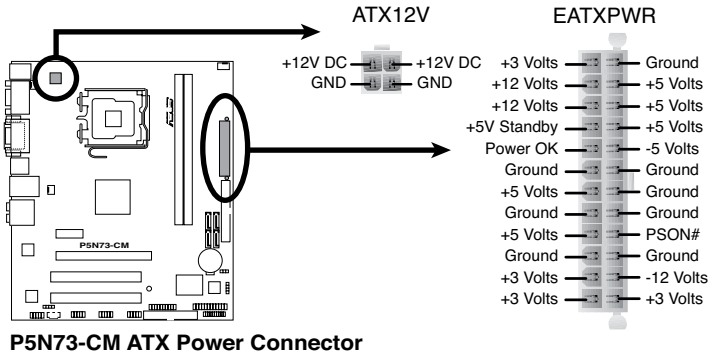 ATX12V
EATXPWR
+12V DC +12V DC
GND GND
+3 Volts Ground
+12 Volts +5 Volts
+12 Volts +5 Volts
+5V Standby +5 Volts
Power OK -5 Volts
Ground Ground
+5 Volts Ground
Ground Ground
+5 Volts PSON#
Ground Ground
+3 Volts -12 Volts
+3 Volts +3 Volts
ASUS
P5N73-CM
P5N73-CM ATX Power Connector